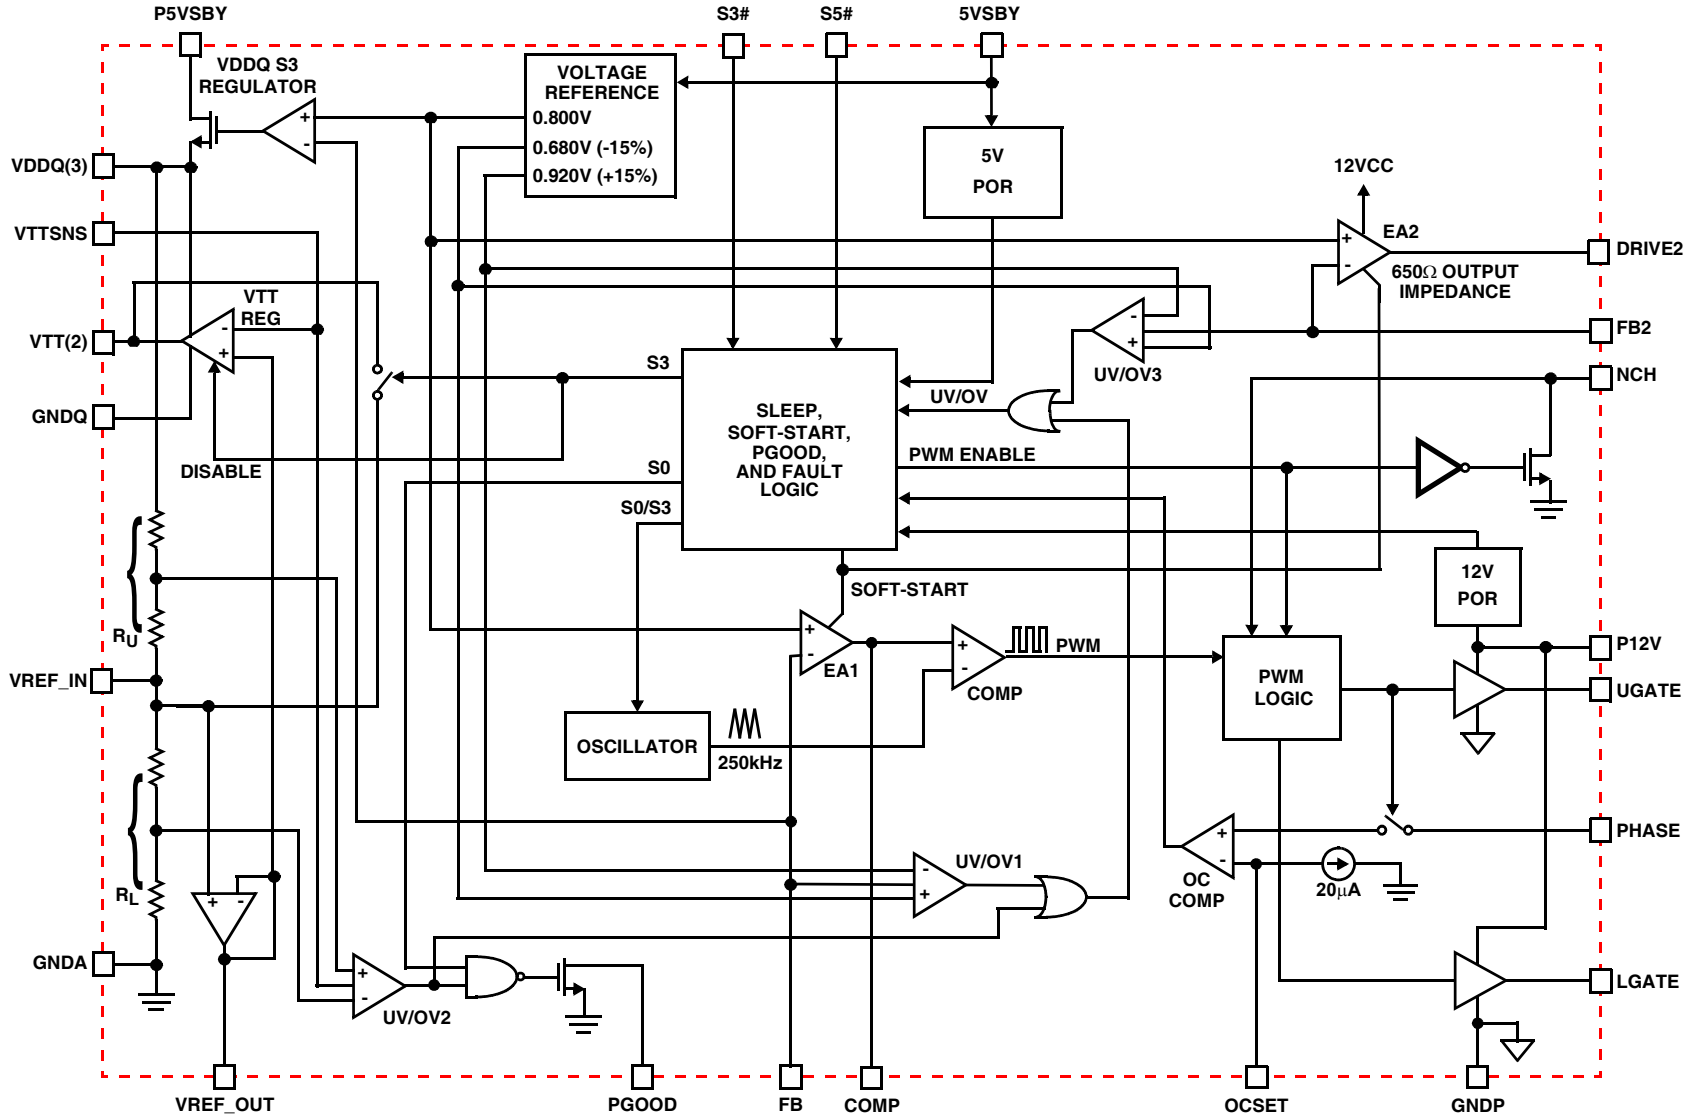 P5VSBY
S3#
S5#
5VSBY
VDDQ S3
REGULATOR
+
-
VOLTAGE
REFERENCE
0.800V
0.680V (-15%)
0.920V (+15%)
5V
POR
12VCC
EA2
+
-
650Ω OUTPUT
IMPEDANCE
DRIVE2
VDDQ(3)
VTTSNS
VTT
REG
-
+
VTT(2)
GNDQ
DISABLE
S3
S0
S0/S3
SLEEP,
SOFT-START,
PGOOD,
AND FAULT
LOGIC
UV/OV
PWM ENABLE
-
+
UV/OV3
FB2
NCH
12V
POR
P12V
UGATE
SOFT-START
+
-
EA1
+
-
COMP
PWM
PWM
LOGIC
OSCILLATOR
250kHz
RU
VREF_IN
RL
+
-
GNDA
+
-
UV/OV2
-
+
UV/OV1
+
-
OC
COMP
20µA
PHASE
LGATE
VREF_OUT
PGOOD
FB
COMP
OCSET
GNDP